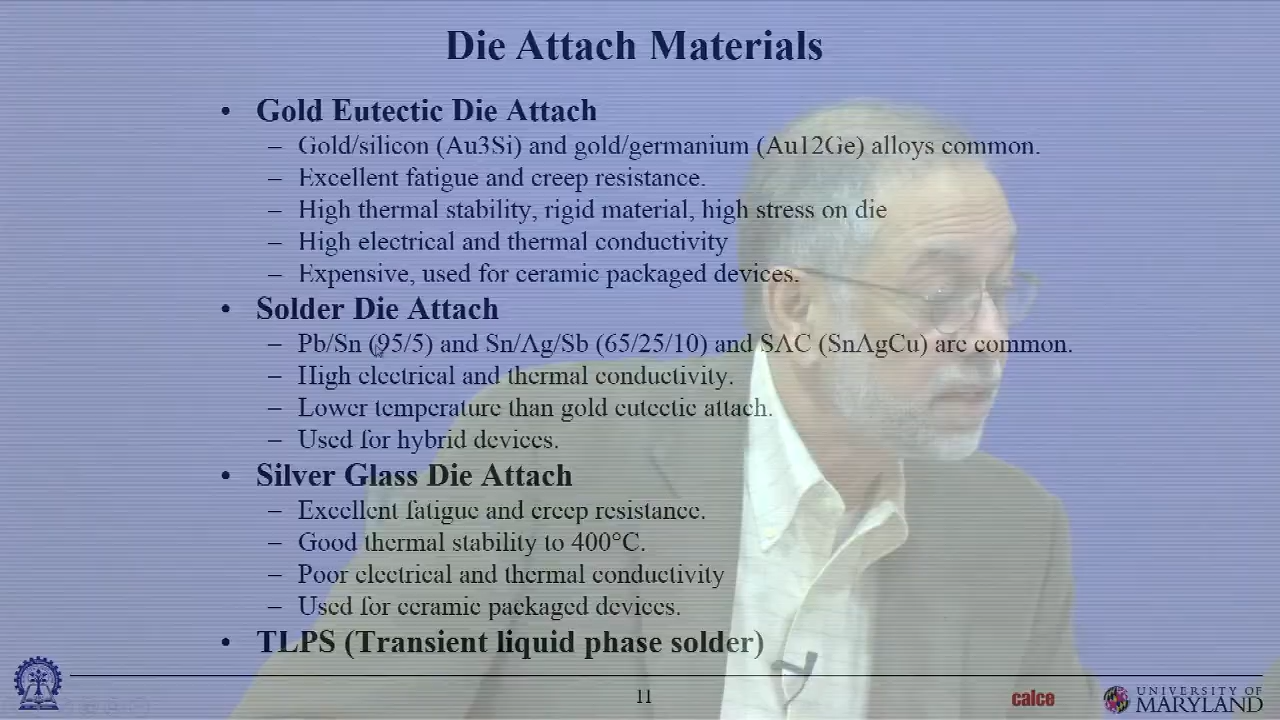 Die Attach Materials
• Gold Eutectic Die Attach
– Gold/silicon (Au3Si) and gold/germanium (Au12Ge) alloys common.
– Excellent fatigue and creep resistance.
– High thermal stability, rigid material, high stress on die
– High electrical and thermal conductivity
– Expensive, used for ceramic packaged devices.
• Solder Die Attach
– Pb/Sn (95/5) and Sn/Ag/Sb (65/25/10) and SAC (SnAgCu) are common.
– High electrical and thermal conductivity.
– Lower temperature than gold eutectic attach.
– Used for hybrid devices.
• Silver Glass Die Attach
– Excellent fatigue and creep resistance.
– Good thermal stability to 400°C.
– Poor electrical and thermal conductivity
– Used for ceramic packaged devices.
• TLPS (Transient liquid phase solder)
11
calce
UNIVERSITY OF
MARYLAND